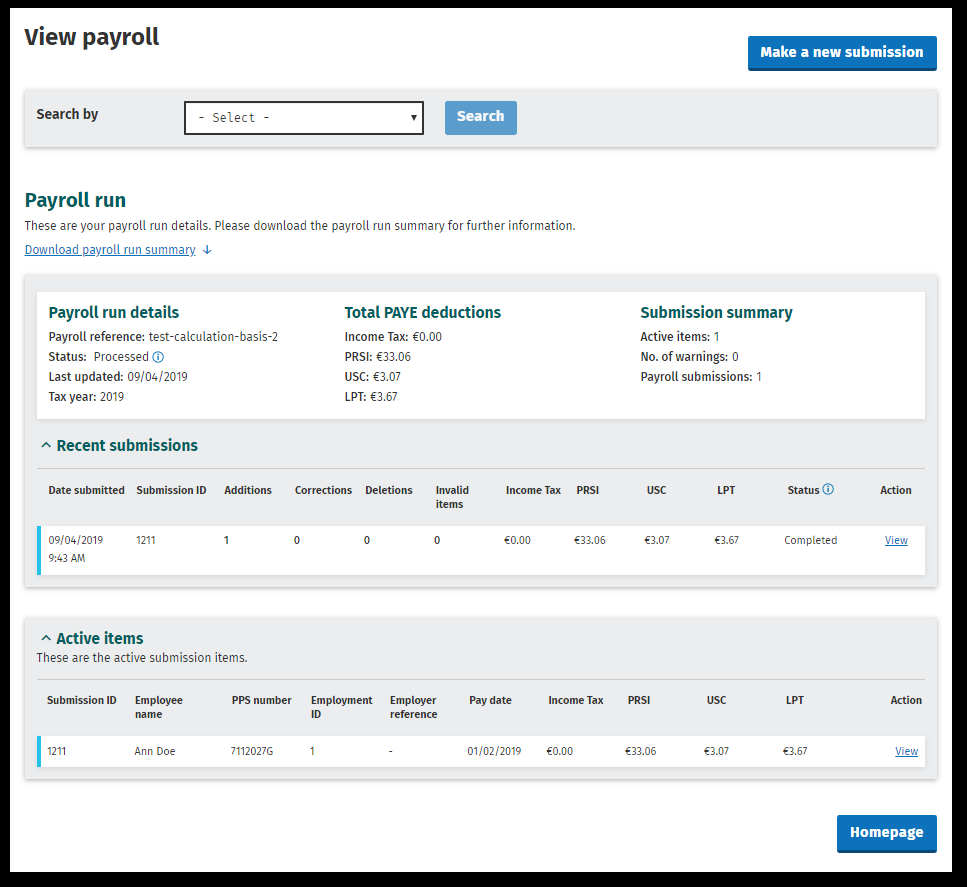 View payroll
Make a new submission
Search by
- Select -
Search
Payroll run
These are your payroll run details. Please download the payroll run summary for further information.
Download payroll run summary ↓
Payroll run details
Payroll reference: test-calculation-basis-2
Status: Processed
Last updated: 09/04/2019
Tax year: 2019
Total PAYE deductions
Income Tax: €0.00
PRSI: €33.06
USC: €3.07
LPT: €3.67
Submission summary
Active items: 1
No. of warnings: 0
Payroll submissions: 1
Recent submissions
Date submitted Submission ID Additions Corrections Deletions Invalid items Income Tax PRSI USC LPT Status Action
09/04/2019 1211 1 0 0 0 €0.00 €33.06 €3.07 €3.67 Completed View
9:43 AM
Active items
These are the active submission items.
Submission ID Employee name PPS number Employment ID Employer reference Pay date Income Tax PRSI USC LPT Action
1211 Ann Doe 7112027G 1 - 01/02/2019 €0.00 €33.06 €3.07 €3.67 View
Homepage